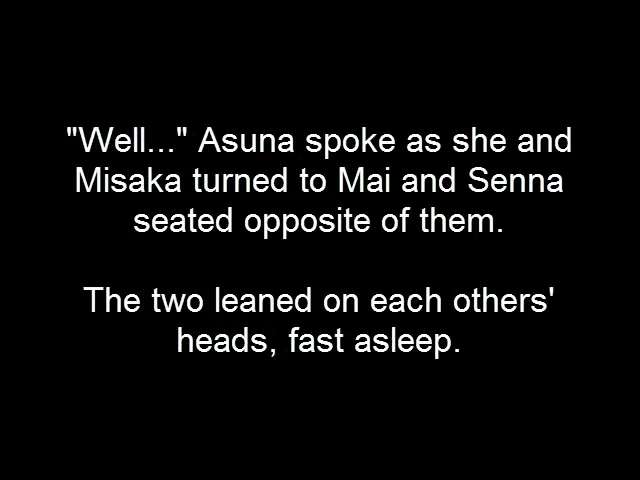 "Well..." Asuna spoke as she and
Misaka turned to Mai and Senna
seated opposite of them.
The two leaned on each others'
heads, fast asleep.